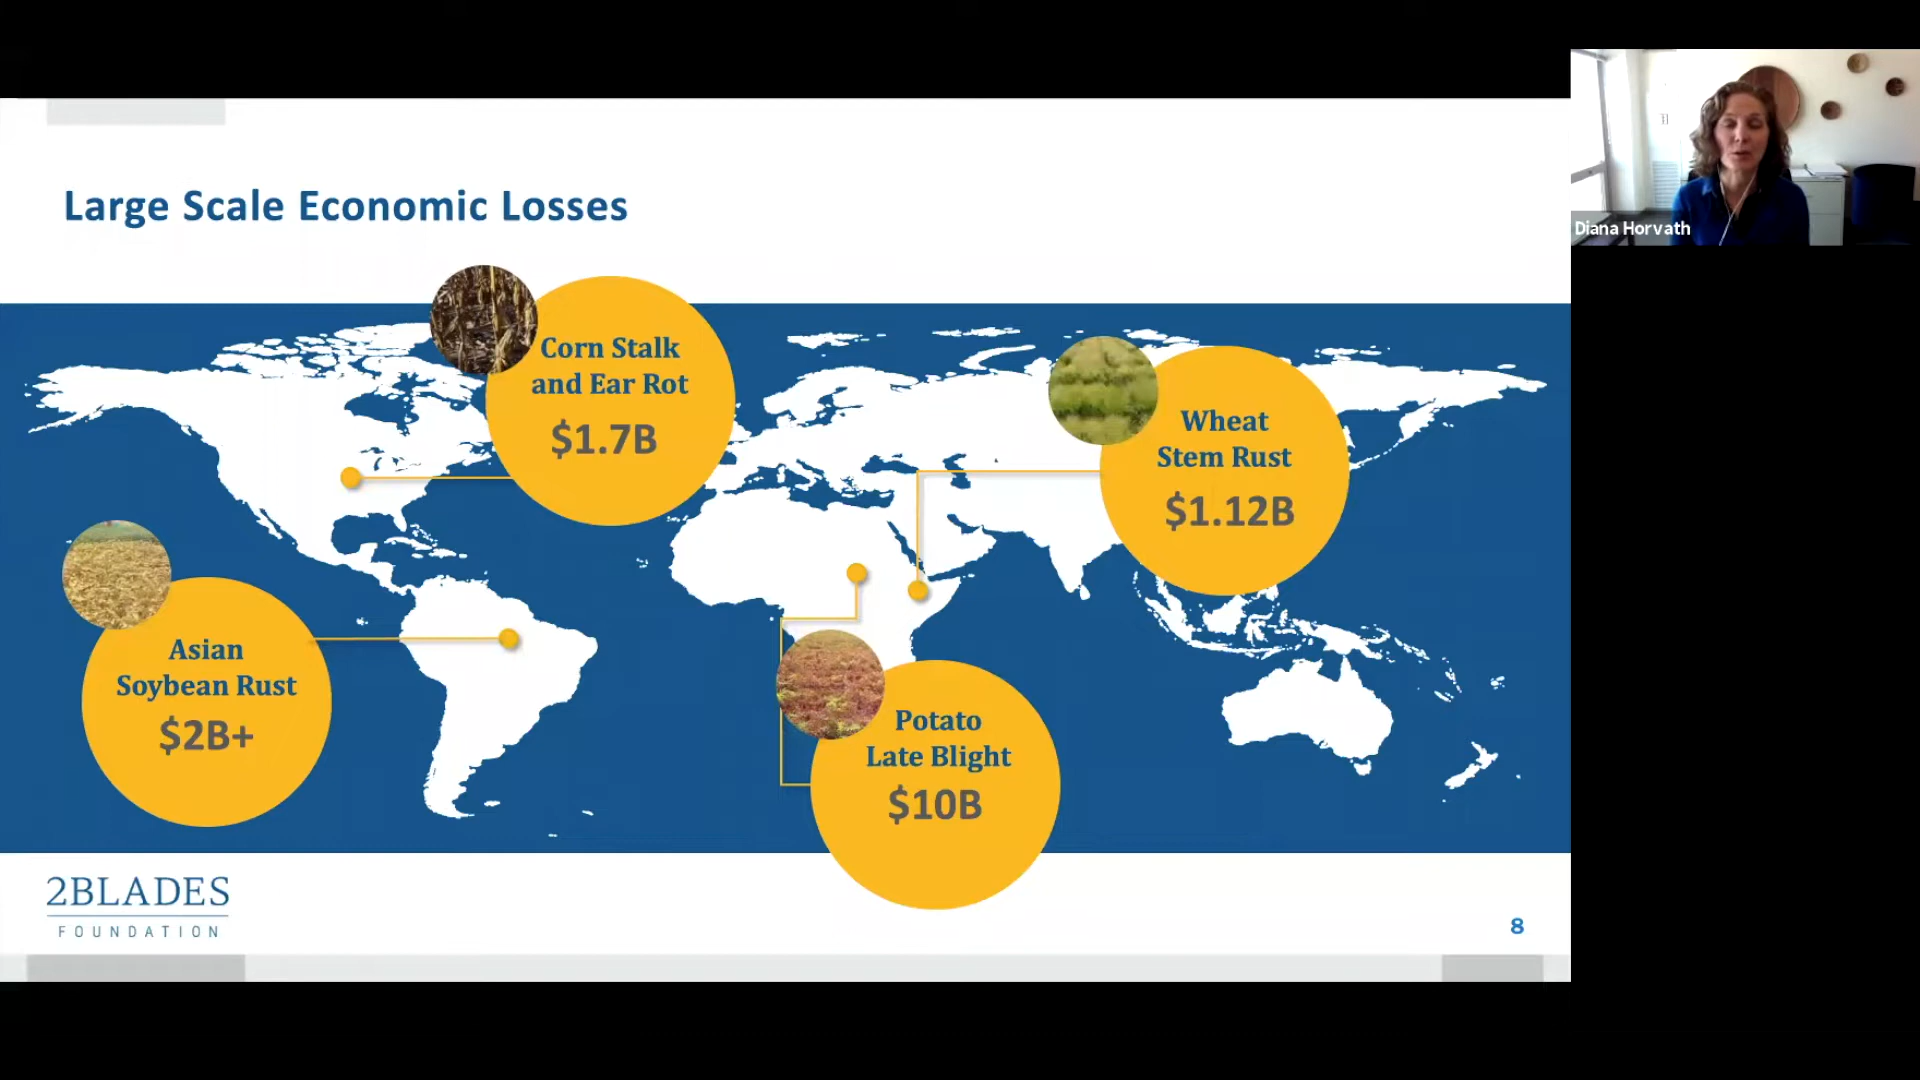 Large Scale Economic Losses
Corn Stalk
and Ear Rot
$1.7B
Wheat
Stem Rust
$1.12B
Asian
Soybean Rust
$2B+
Potato
Late Blight
$10B
2BLADES
FOUNDATION
8
Diana Horvath